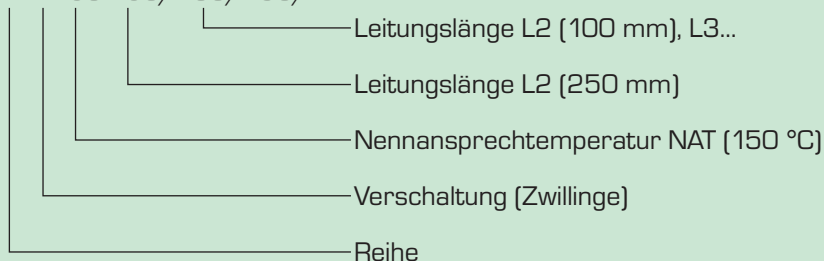 Leitungslänge L2 (100 mm), L3...
Leitungslänge L2 (250 mm)
Nennansprechtemperatur NAT (150 °C)
Verschaltung (Zwillinge)
Reihe